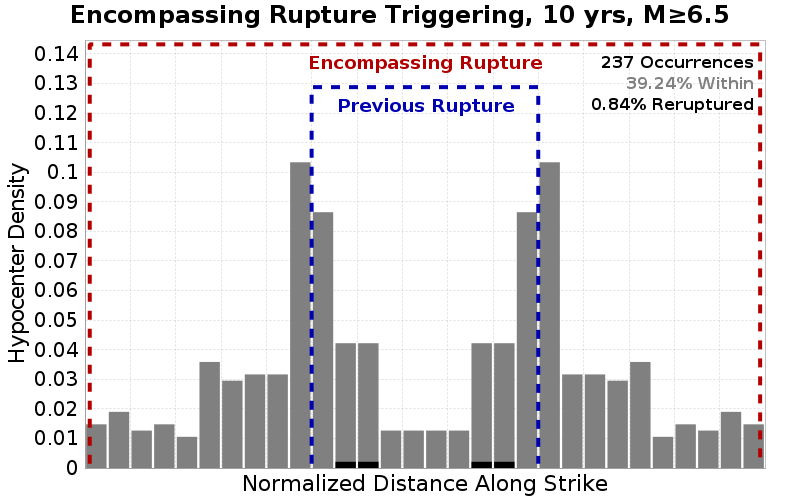 Encompassing Rupture Triggering, 10 yrs, M≥6.5
Encompassing Rupture
Previous Rupture
237 Occurrences
39.24% Within
0.84% Reruptured
Hypocenter Density
0.14
0.13
0.12
0.11
0.1
0.09
0.08
0.07
0.06
0.05
0.04
0.03
0.02
0.01
0
Normalized Distance Along Strike